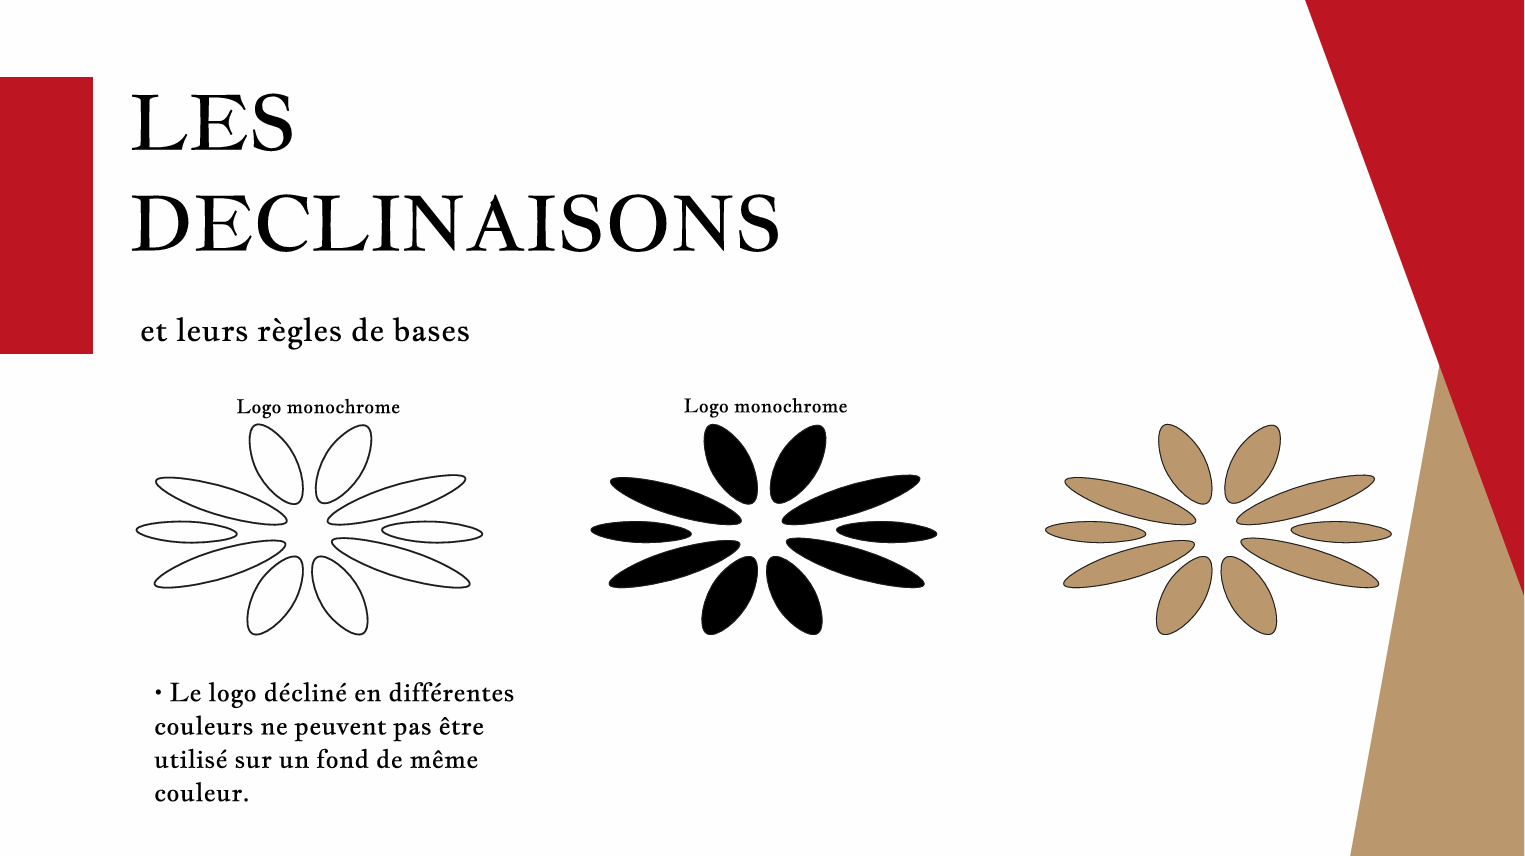 LES
DECLINAISONS
et leurs règles de bases
Logo monochrome
Logo monochrome
• Le logo décliné en différentes
couleurs ne peuvent pas être
utilisé sur un fond de même
couleur.